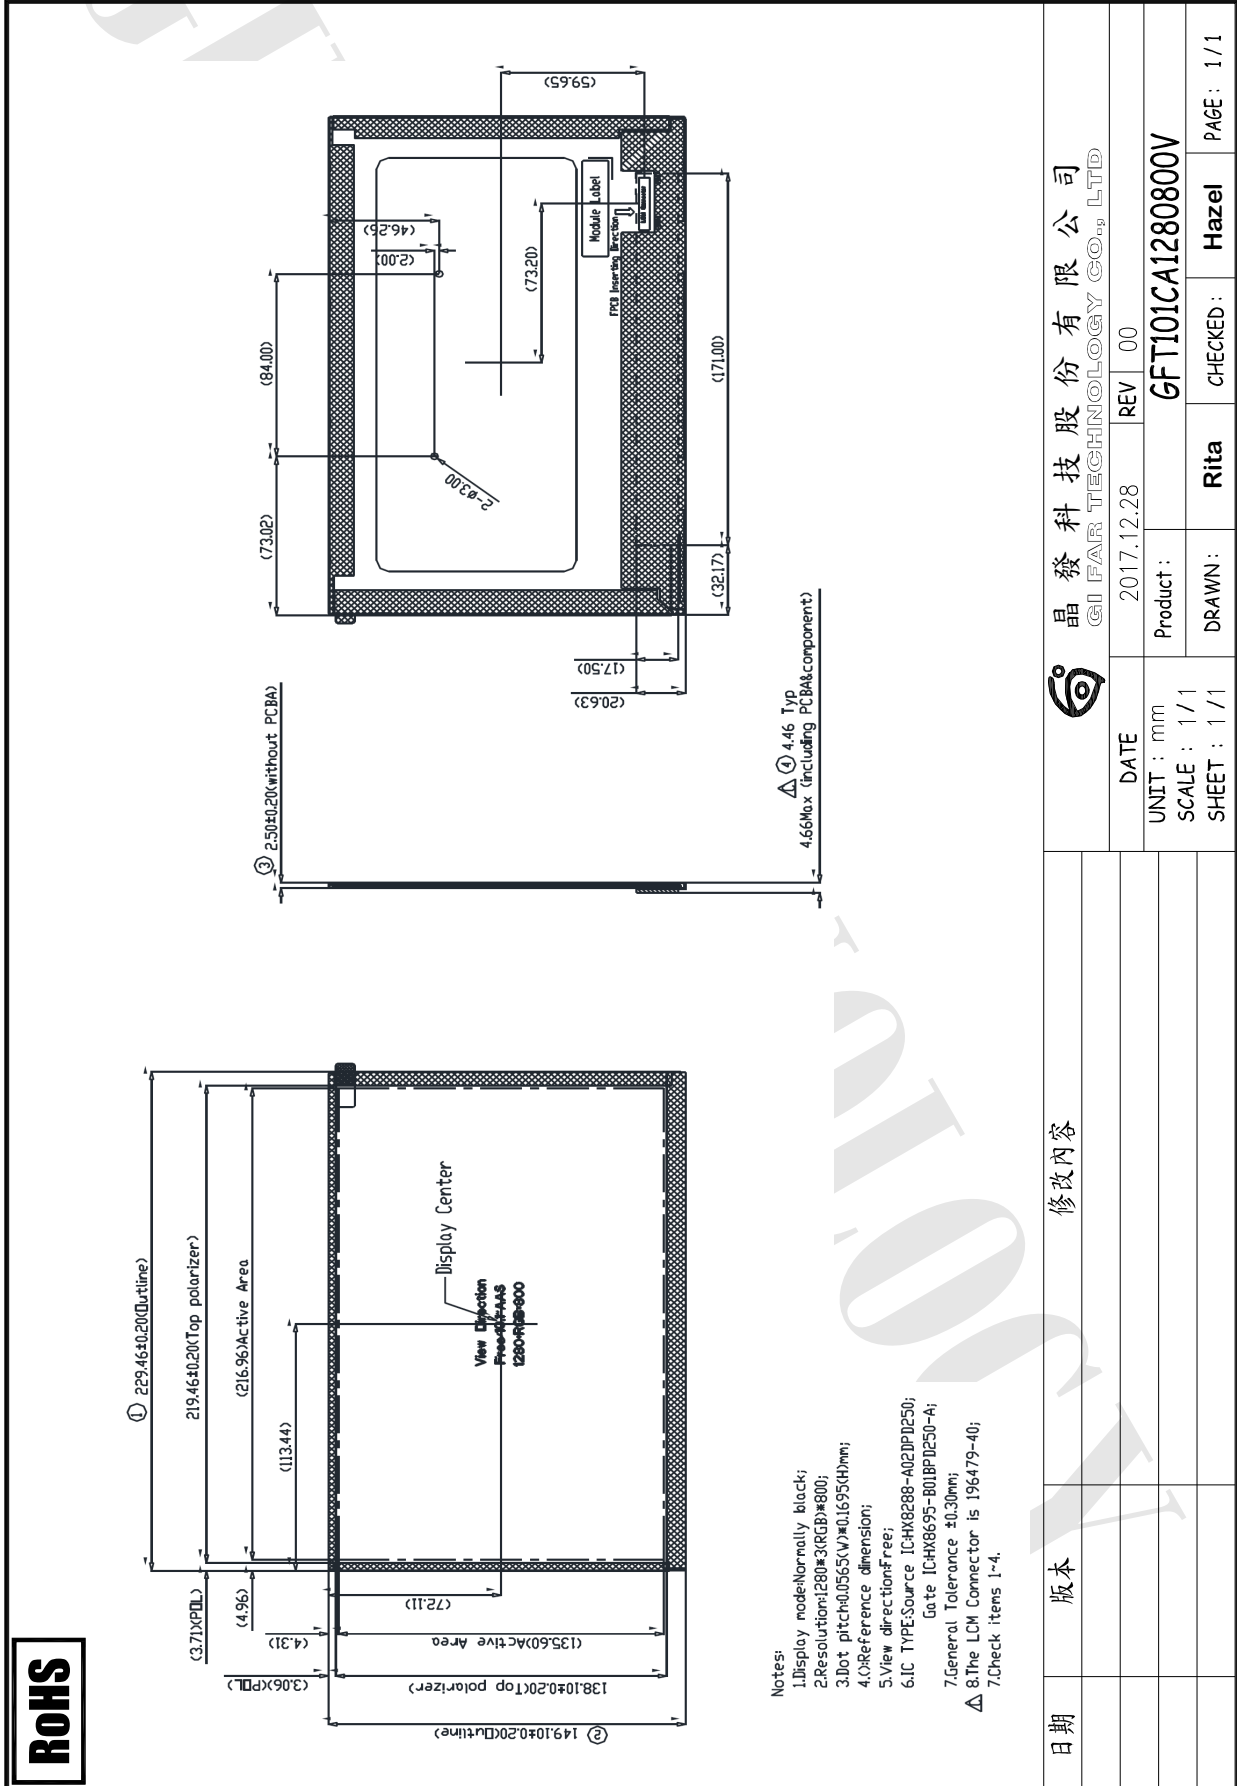 RoHS
① 229.46±0.20(Outline)
219.46±0.20(Top polarizer)
(216.96)Active Area
(113.44)
(3.71)(POL)
(4.96)
(4.31)
(3.06)(POL)
(72.11)
(135.60)Active Area
138.10±0.20(Top polarizer)
② 149.10±0.20(Outline)
Display Center
View Direction
1280*RGB*800
③ 2.50±0.20(without PCBA)
④ 4.46 Typ
4.66Max (including PCBA&component)
(73.02)
(84.00)
(2.00)
(46.26)
(59.65)
2-ø3.00
(73.20)
Module Label
FPCB Inserting Direction
(171.00)
(32.17)
(17.50)
(20.63)
Notes:
1.Display mode:Normally black;
2.Resolution:1280*3(RGB)*800;
3.Dot pitch:0.0565(W)*0.1695(H)mm;
4.():Reference dimension;
5.View direction:Free;
6.IC TYPE:Source IC:HX8288-A02DPD250;
Gate IC:HX8695-B01BPD250-A;
7.General Tolerance ±0.30mm;
8.The LCM Connector is 196479-40;
7.Check items 1~4.
日期
版本
修改內容
晶發科技股份有限公司
GI FAR TECHNOLOGY CO., LTD
DATE 2017.12.28 REV 00
UNIT : mm
SCALE : 1/1
SHEET : 1/1
Product : GFT101CA1280800V
DRAWN : Rita CHECKED : Hazel PAGE : 1/1